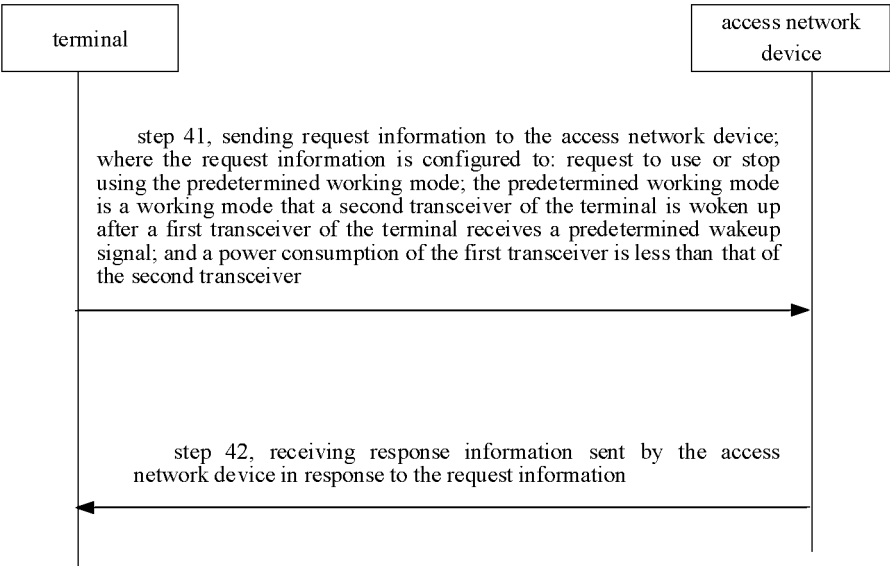 terminal
access network
device
step 41, sending request information to the access network device;
where the request information is configured to: request to use or stop
using the predetermined working mode; the predetermined working mode
is a working mode that a second transceiver of the terminal is woken up
after a first transceiver of the terminal receives a predetermined wakeup
signal; and a power consumption of the first transceiver is less than that of
the second transceiver
step 42, receiving response information sent by the access
network device in response to the request information